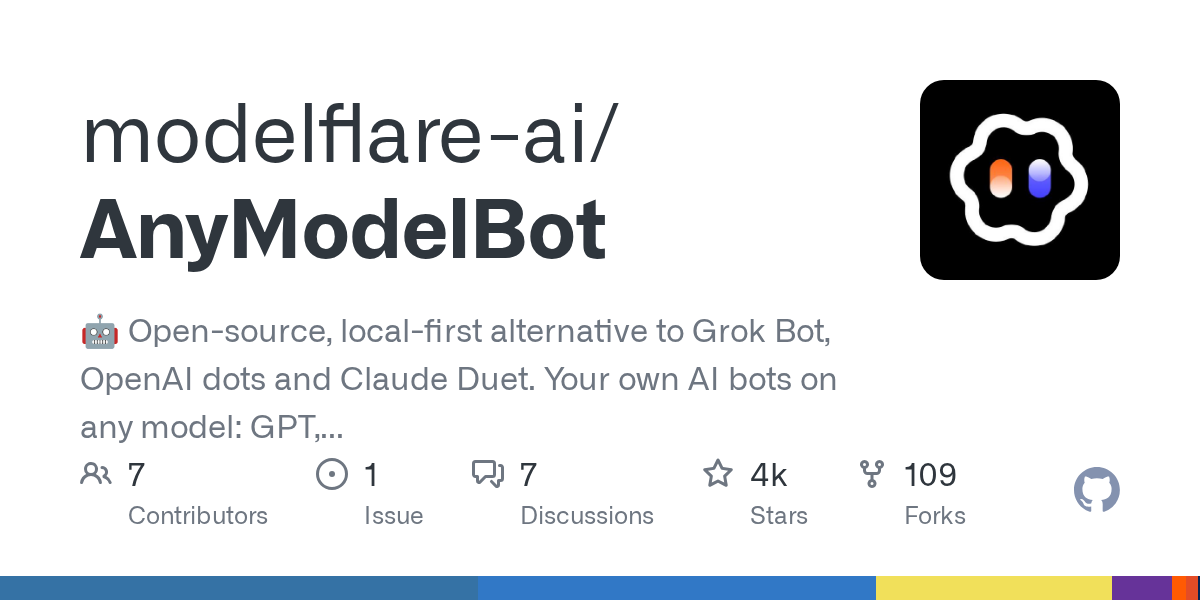 modelflare-ai/
AnyModelBot
🤖 Open-source, local-first alternative to Grok Bot,
OpenAI dots and Claude Duet. Your own AI bots on
any model: GPT,...
7
Contributors
1
Issue
7
Discussions
4k
Stars
109
Forks